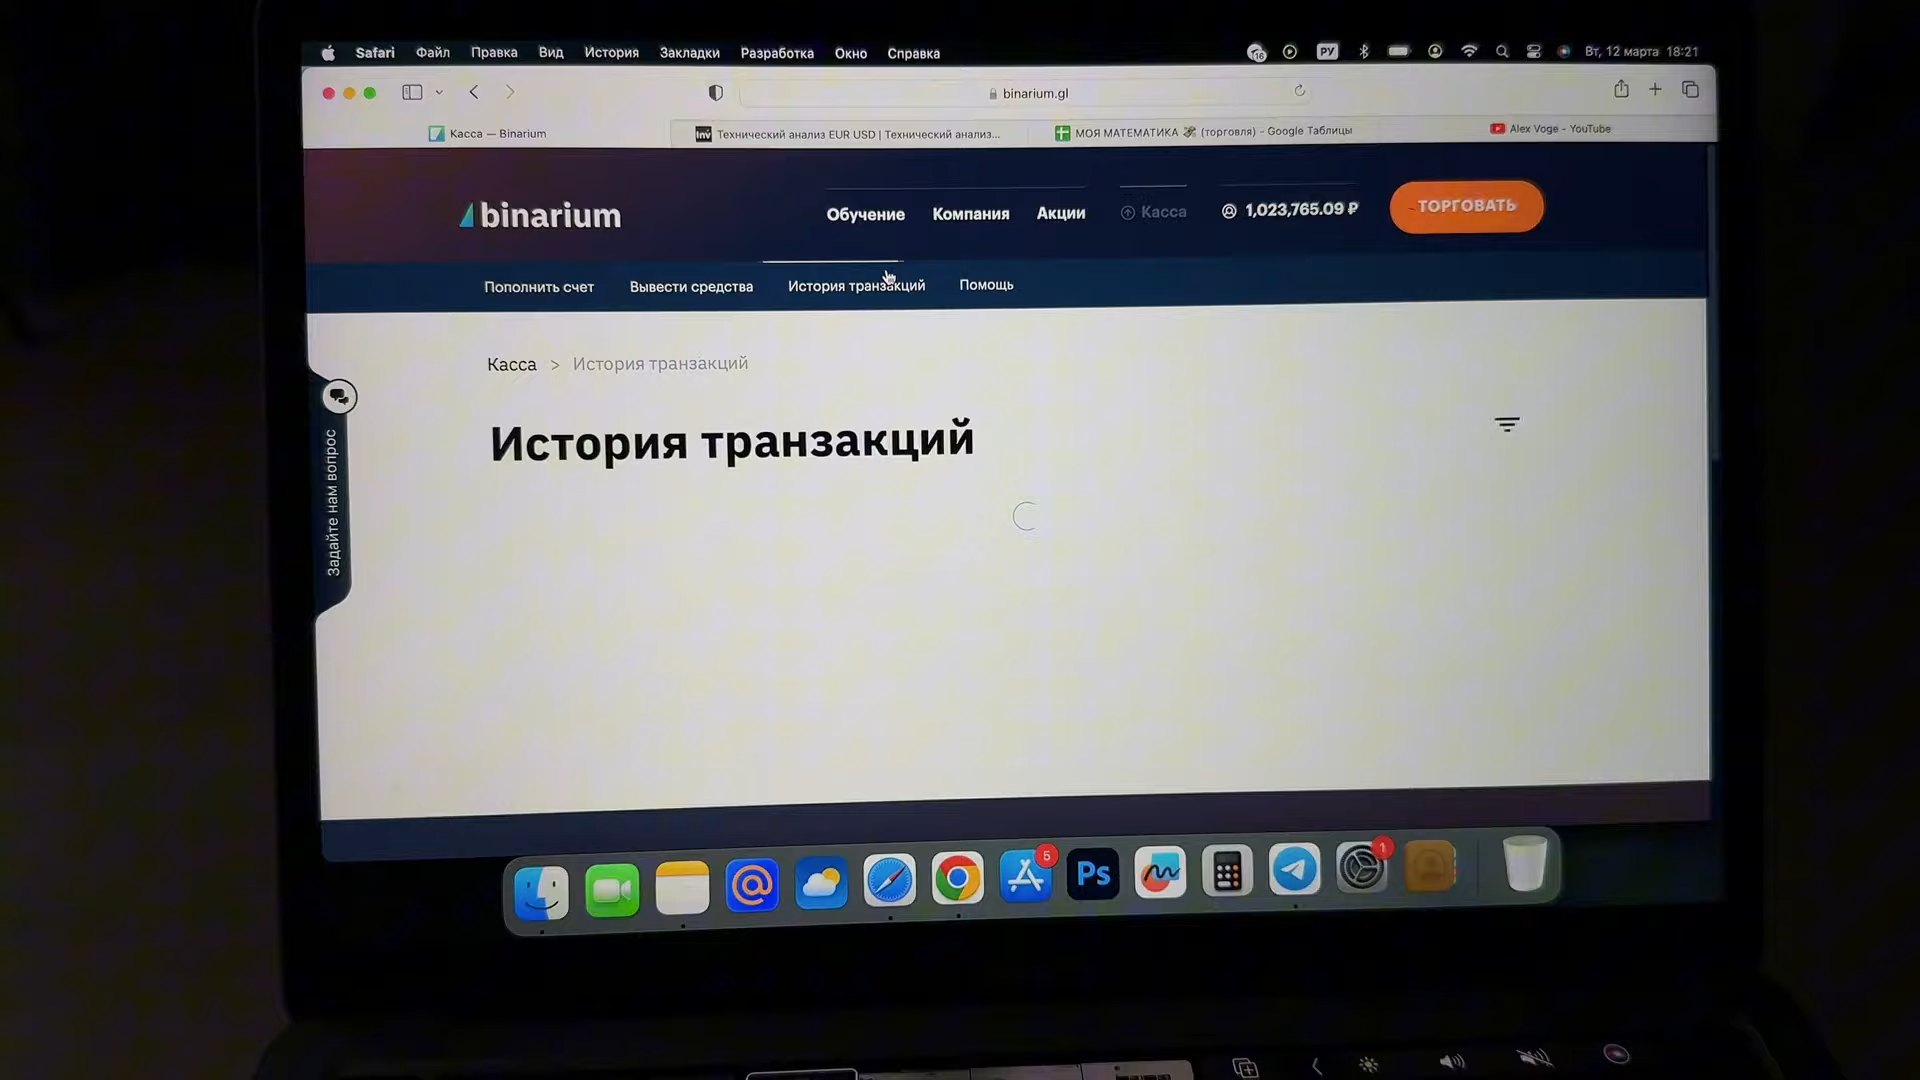 Safari Файл Правка Вид История Закладки Разработка Окно Справка
16 РУ Вт, 12 марта 18:21
binarium.gl
Касса — Binarium
Inv Технический анализ EUR USD | Технический анализ...
МОЯ МАТЕМАТИКА (торговля) - Google Таблицы
Alex Voge - YouTube
binarium
Обучение Компания Акции Касса 1,023,765.09 ₽ ТОРГОВАТЬ
Пополнить счет Вывести средства История транзакций Помощь
Касса > История транзакций
История транзакций
Задайте нам вопрос
5
Ps
1